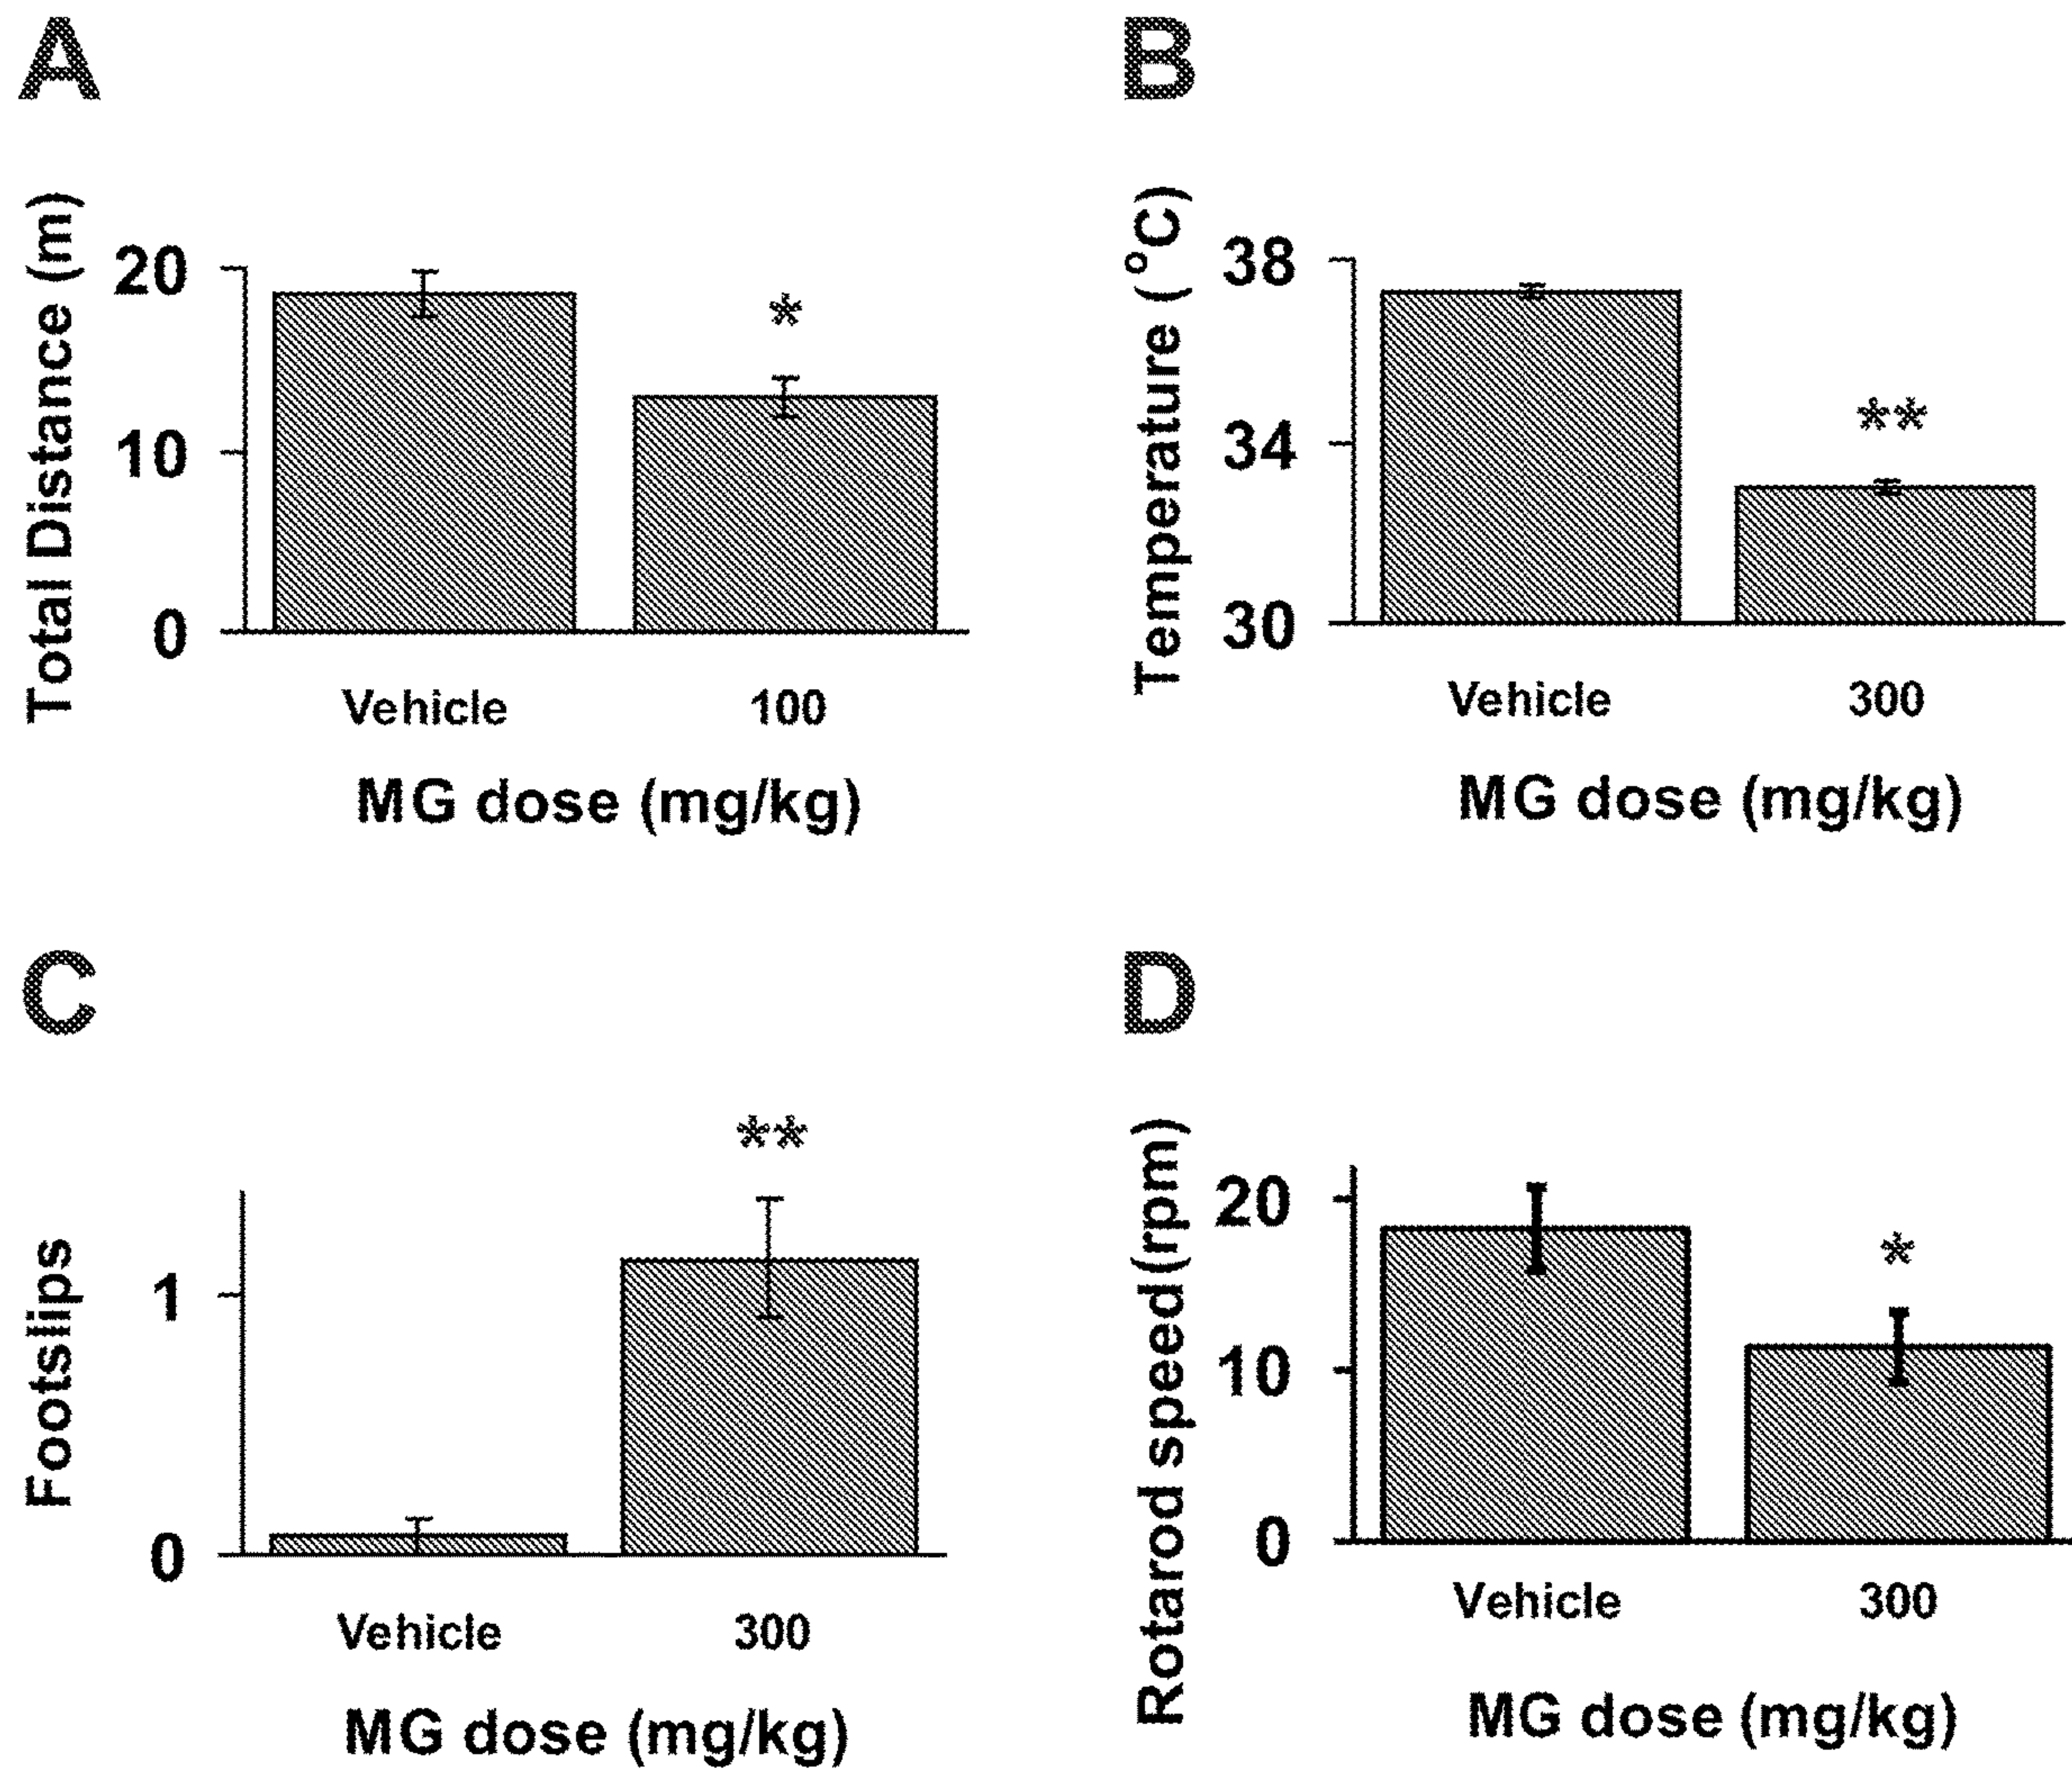 A
Total Distance (m)
20
10
0
*
Vehicle 100
MG dose (mg/kg)
B
Temperature (°C)
38
34
30
**
Vehicle 300
MG dose (mg/kg)
C
Footslips
1
0
**
Vehicle 300
MG dose (mg/kg)
D
Rotarod speed(rpm)
20
10
0
*
Vehicle 300
MG dose (mg/kg)